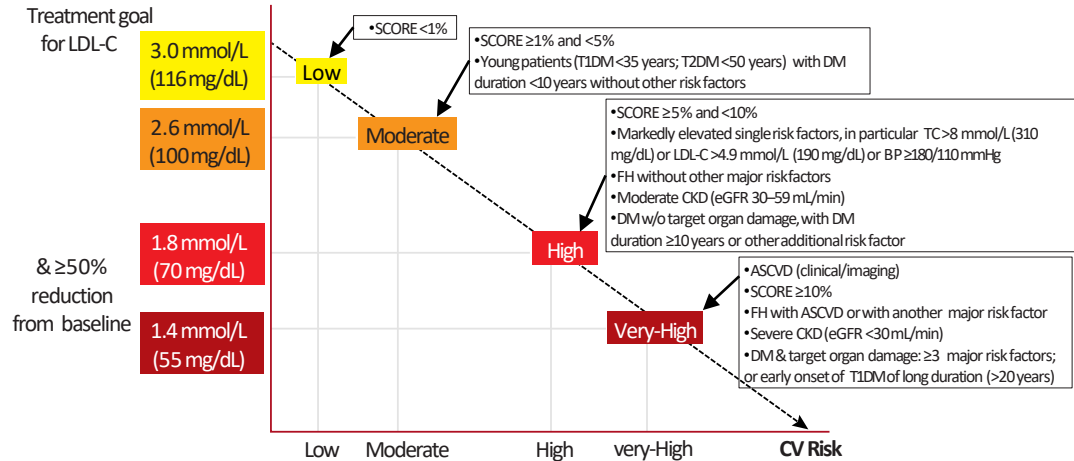 Treatment goal
for LDL-C
3.0 mmol/L
(116 mg/dL)
2.6 mmol/L
(100 mg/dL)
1.8 mmol/L
(70 mg/dL)
& ≥50%
reduction
from baseline
1.4 mmol/L
(55 mg/dL)
Low
•SCORE <1%
Moderate
•SCORE ≥1% and <5%
•Young patients (T1DM <35 years; T2DM <50 years) with DM
duration <10 years without other risk factors
High
•SCORE ≥5% and <10%
•Markedly elevated single risk factors, in particular TC >8 mmol/L (310
mg/dL) or LDL-C >4.9 mmol/L (190 mg/dL) or BP ≥180/110 mmHg
•FH without other major risk factors
•Moderate CKD (eGFR 30–59 mL/min)
•DM w/o target organ damage, with DM
duration ≥10 years or other additional risk factor
Very-High
•ASCVD (clinical/imaging)
•SCORE ≥10%
•FH with ASCVD or with another major risk factor
•Severe CKD (eGFR <30 mL/min)
•DM & target organ damage: ≥3 major risk factors;
or early onset of T1DM of long duration (>20 years)
Low
Moderate
High
very-High
CV Risk